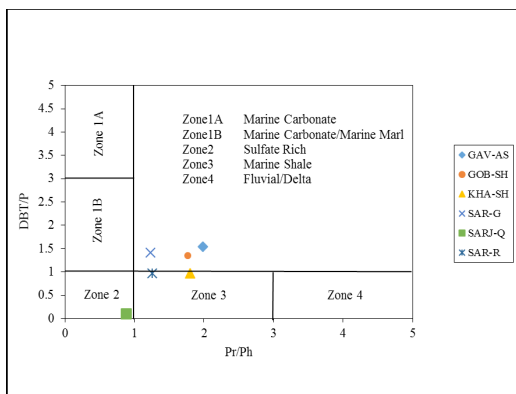 5
4.5
4
3.5
3
2.5
2
1.5
1
0.5
0
DBT/P
Zone 1A
Zone 1B
Zone1A Marine Carbonate
Zone1B Marine Carbonate/Marine Marl
Zone2 Sulfate Rich
Zone3 Marine Shale
Zone4 Fluvial/Delta
Zone 2
Zone 3
Zone 4
0 1 2 3 4 5
Pr/Ph
GAV-AS
GOB-SH
KHA-SH
SAR-G
SARJ-Q
SAR-R